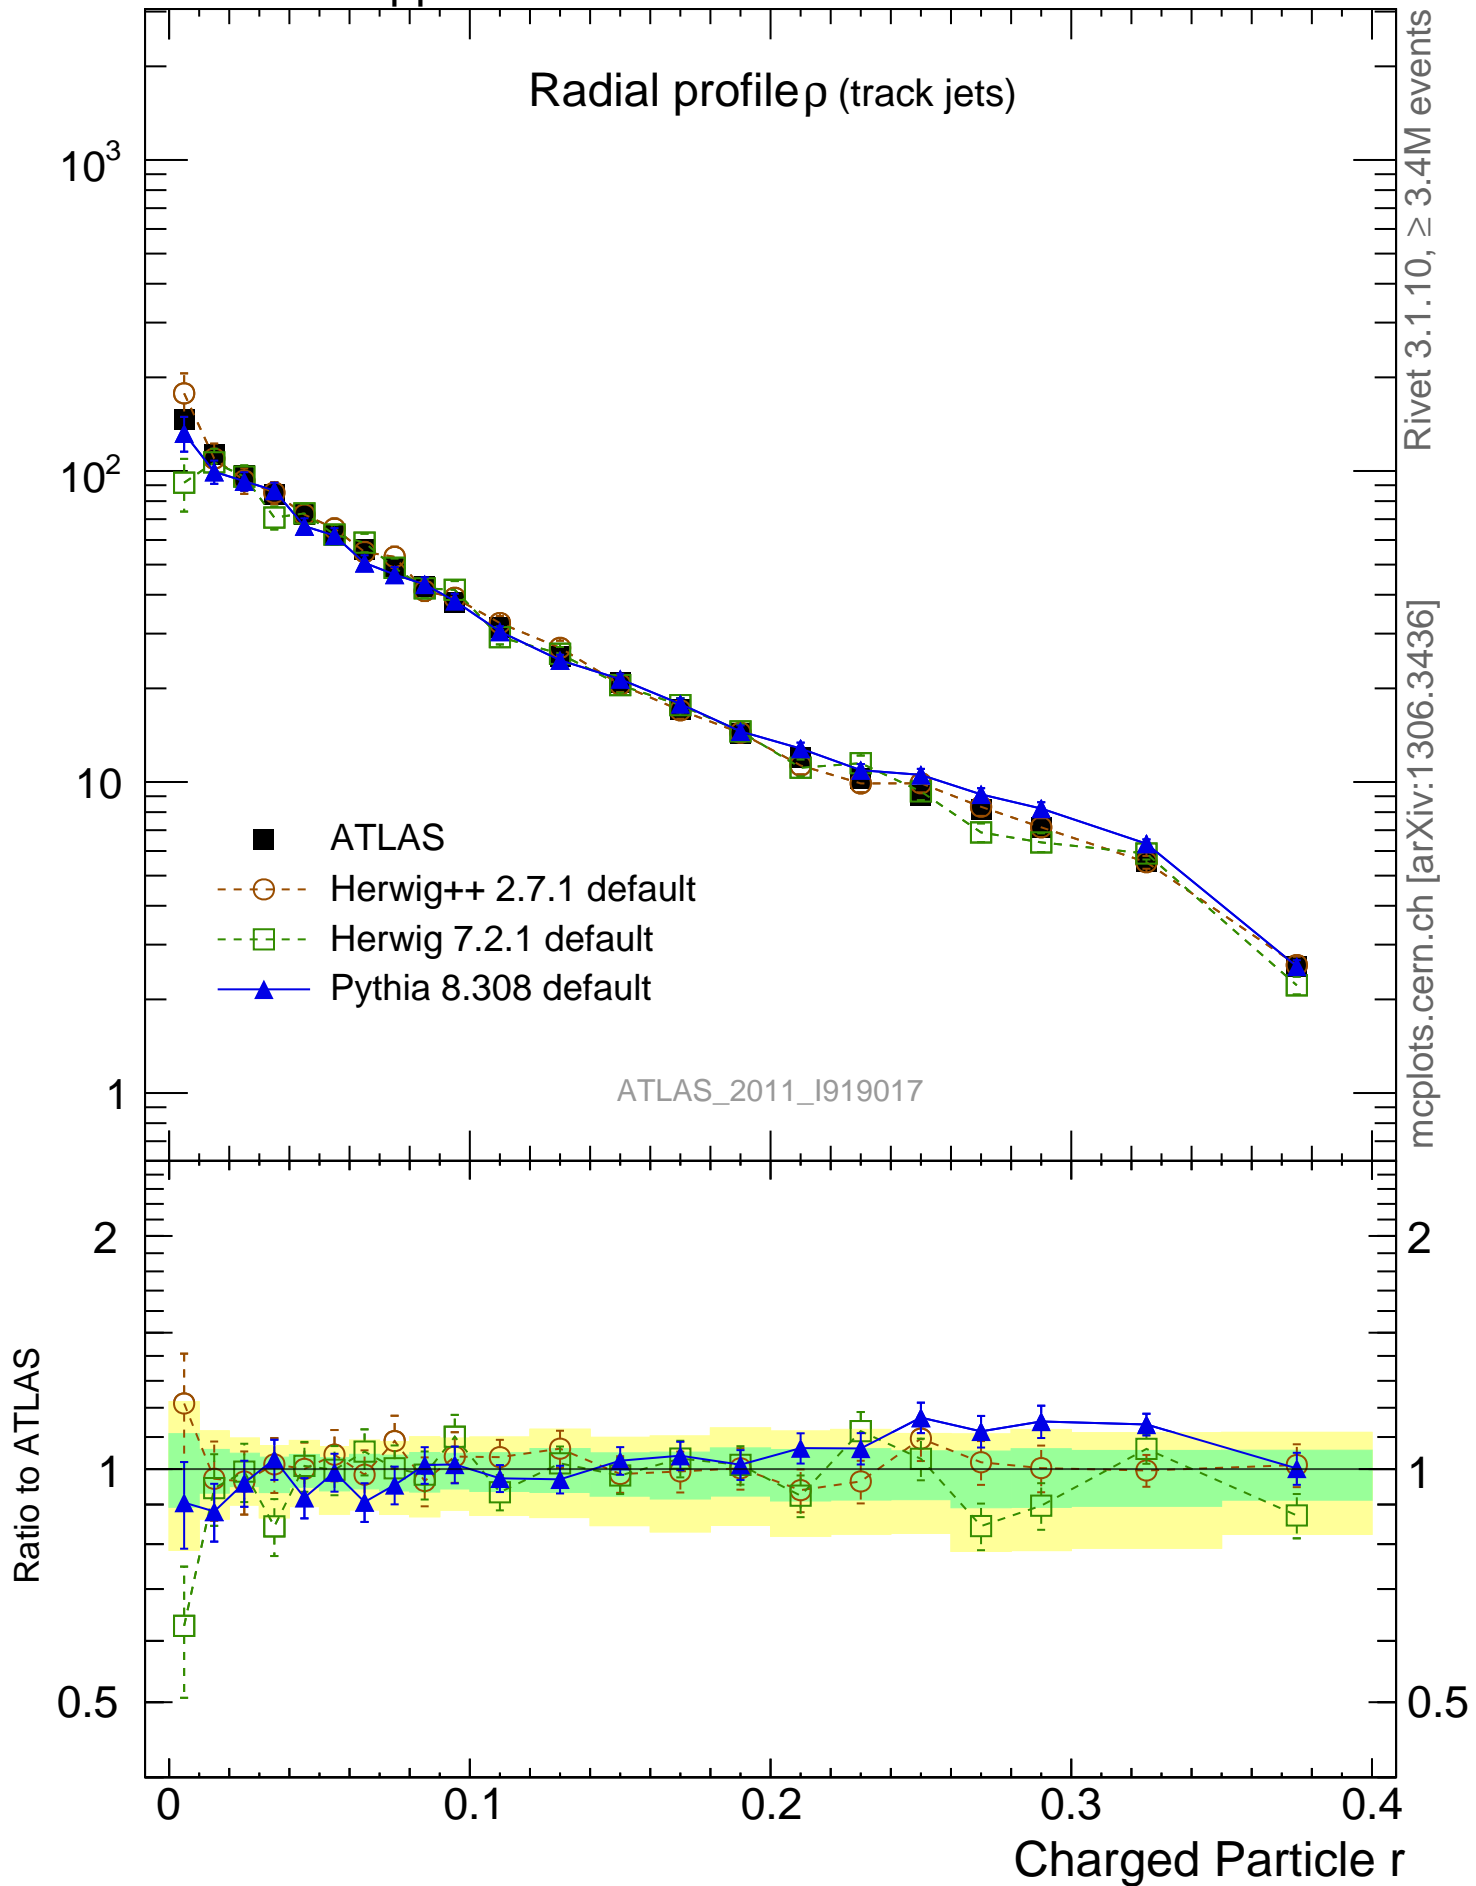 Radial profile ρ (track jets)
10³
10²
10
1
ATLAS
Herwig++ 2.7.1 default
Herwig 7.2.1 default
Pythia 8.308 default
ATLAS_2011_I919017
Rivet 3.1.10, ≥ 3.4M events
mcplots.cern.ch [arXiv:1306.3436]
Ratio to ATLAS
2
1
0.5
2
1
0.5
0 0.1 0.2 0.3 0.4
Charged Particle r